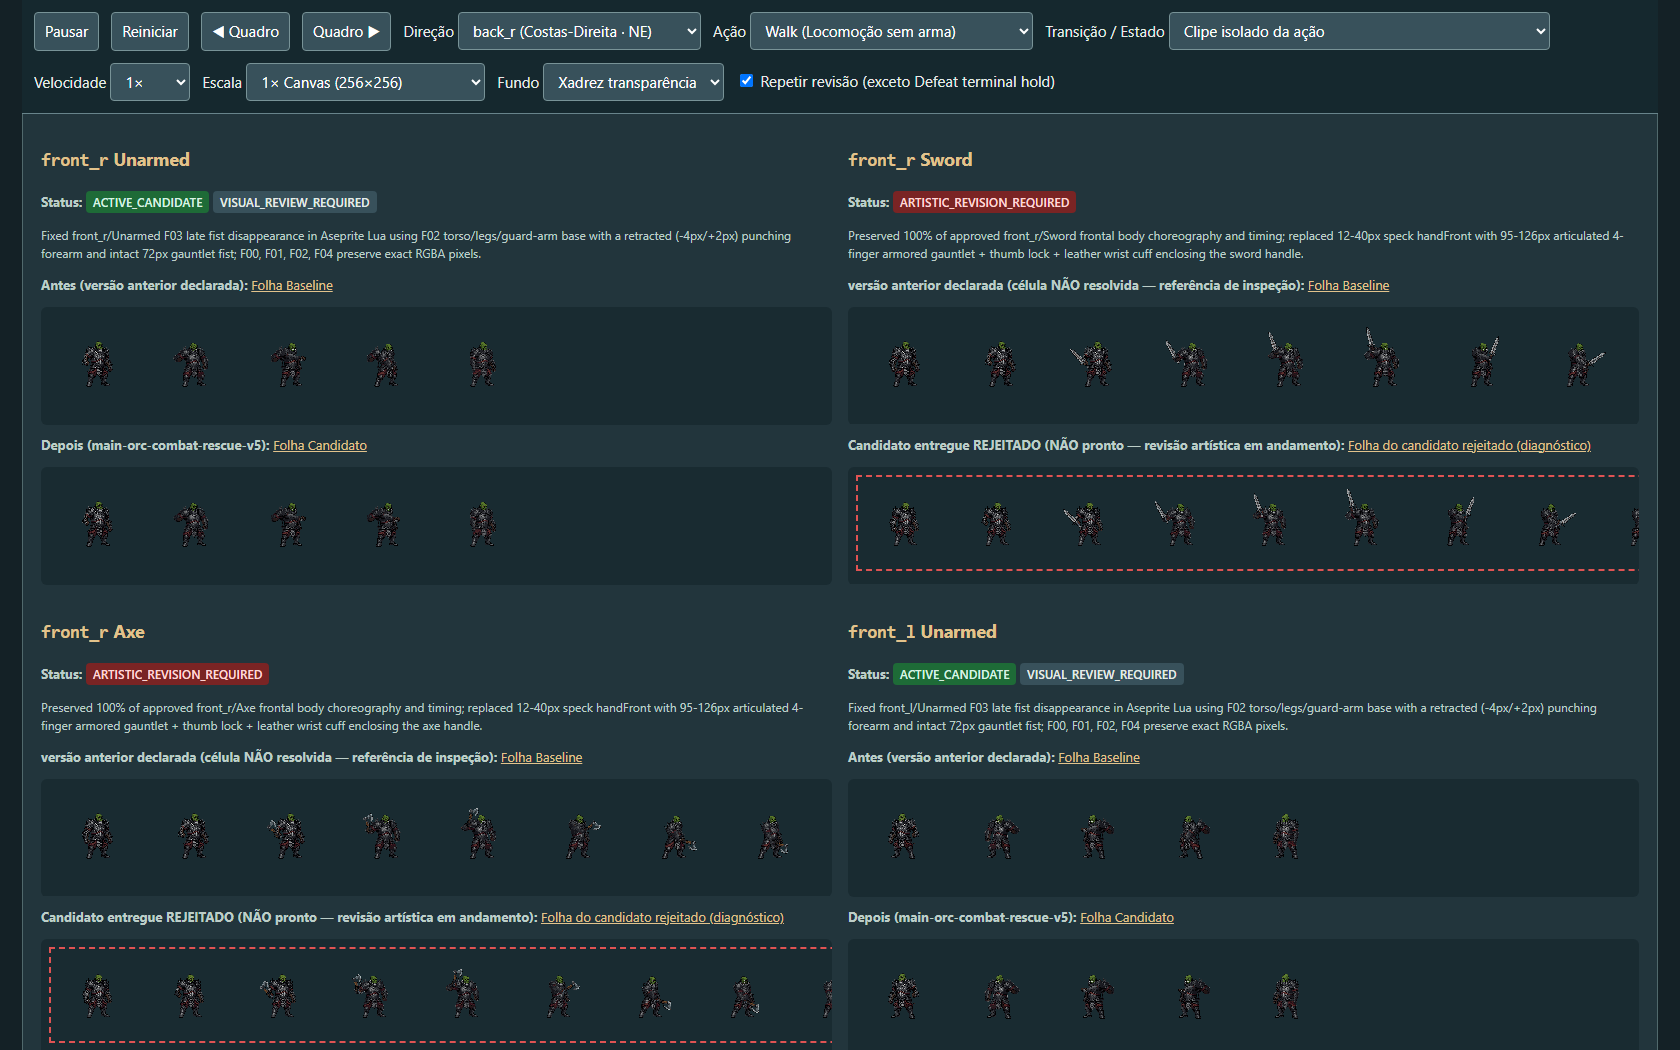 Pausar Reiniciar ◀ Quadro Quadro ▶ Direção back_r (Costas-Direita · NE) Ação Walk (Locomoção sem arma) Transição / Estado Clipe isolado da ação
Velocidade 1× Escala 1× Canvas (256×256) Fundo Xadrez transparência Repetir revisão (exceto Defeat terminal hold)
front_r Unarmed
Status: ACTIVE_CANDIDATE VISUAL_REVIEW_REQUIRED
Fixed front_r/Unarmed F03 late fist disappearance in Aseprite Lua using F02 torso/legs/guard-arm base with a retracted (-4px/+2px) punching
forearm and intact 72px gauntlet fist; F00, F01, F02, F04 preserve exact RGBA pixels.
Antes (versão anterior declarada): Folha Baseline
Depois (main-orc-combat-rescue-v5): Folha Candidato
front_r Sword
Status: ARTISTIC_REVISION_REQUIRED
Preserved 100% of approved front_r/Sword frontal body choreography and timing; replaced 12-40px speck handFront with 95-126px articulated 4-
finger armored gauntlet + thumb lock + leather wrist cuff enclosing the sword handle.
versão anterior declarada (célula NÃO resolvida — referência de inspeção): Folha Baseline
Candidato entregue REJEITADO (NÃO pronto — revisão artística em andamento): Folha do candidato rejeitado (diagnóstico)
front_r Axe
Status: ARTISTIC_REVISION_REQUIRED
Preserved 100% of approved front_r/Axe frontal body choreography and timing; replaced 12-40px speck handFront with 95-126px articulated 4-
finger armored gauntlet + thumb lock + leather wrist cuff enclosing the axe handle.
versão anterior declarada (célula NÃO resolvida — referência de inspeção): Folha Baseline
Candidato entregue REJEITADO (NÃO pronto — revisão artística em andamento): Folha do candidato rejeitado (diagnóstico)
front_l Unarmed
Status: ACTIVE_CANDIDATE VISUAL_REVIEW_REQUIRED
Fixed front_l/Unarmed F03 late fist disappearance in Aseprite Lua using F02 torso/legs/guard-arm base with a retracted (-4px/+2px) punching
forearm and intact 72px gauntlet fist; F00, F01, F02, F04 preserve exact RGBA pixels.
Antes (versão anterior declarada): Folha Baseline
Depois (main-orc-combat-rescue-v5): Folha Candidato